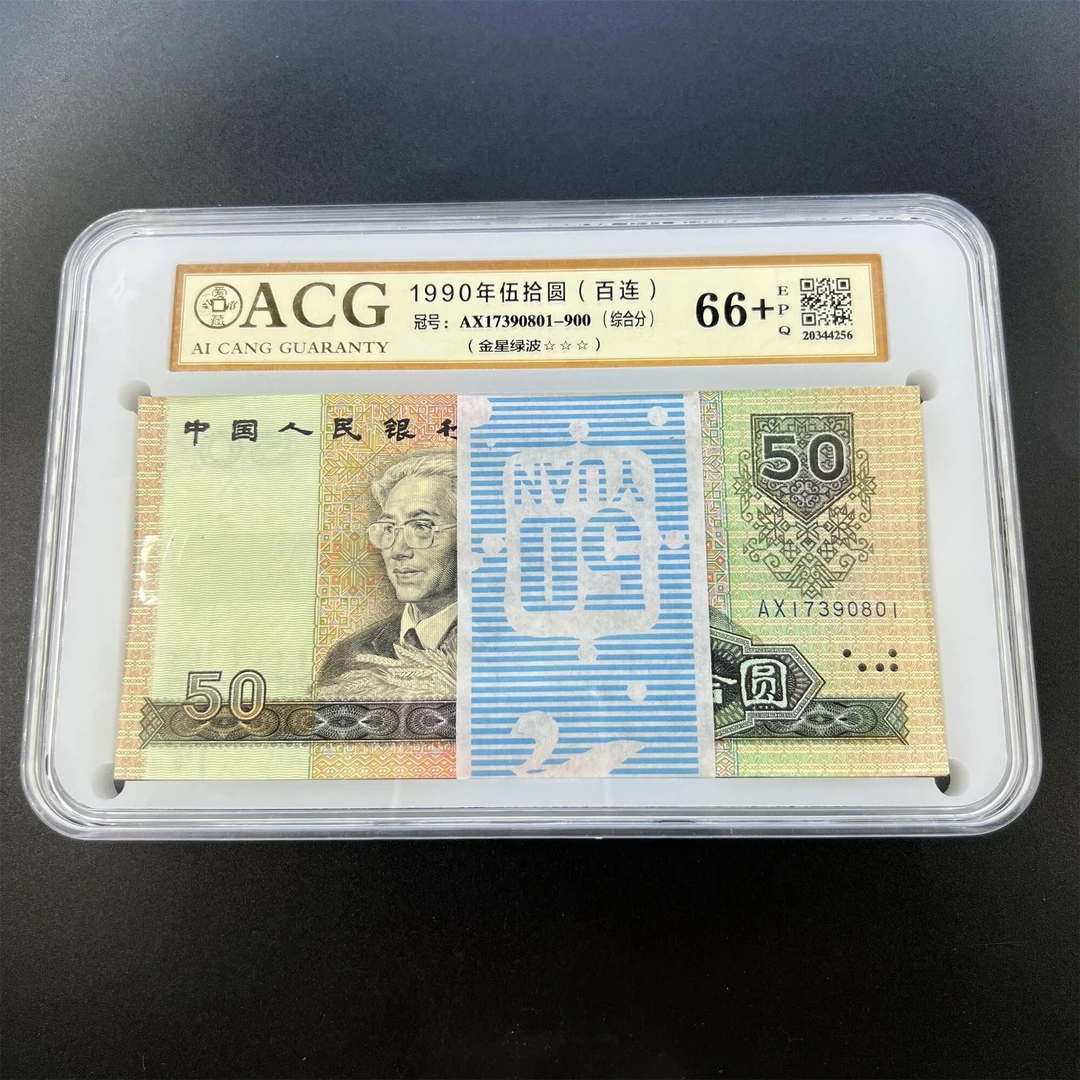 ACG
AI CANG GUARANTY
1990年伍拾圆(百连)
冠号: AX17390801-900 (综合分)
(金星绿波☆☆☆)
66+
EPQ
20344256
中国人民银
50
YUAN
50
50
AX17390801
圆